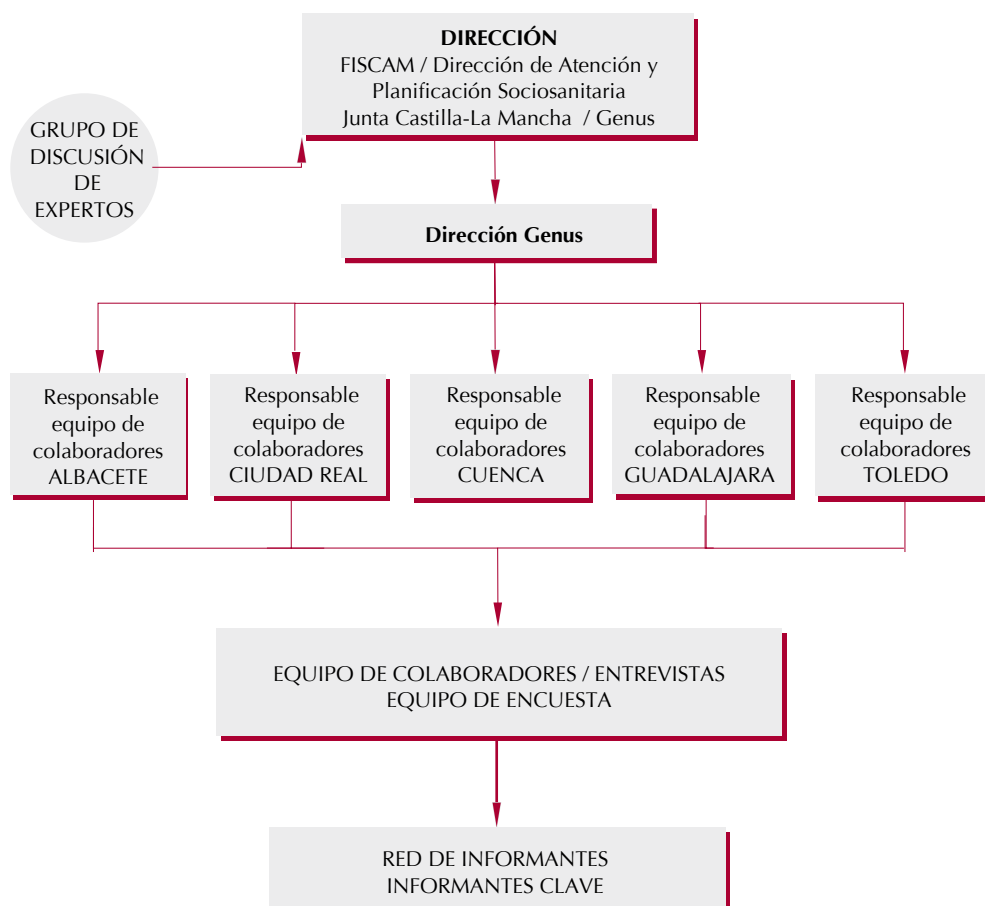 DIRECCIÓN
FISCAM / Dirección de Atención y
Planificación Sociosanitaria
Junta Castilla-La Mancha / Genus
GRUPO DE
DISCUSIÓN
DE
EXPERTOS
Dirección Genus
Responsable
equipo de
colaboradores
ALBACETE
Responsable
equipo de
colaboradores
CIUDAD REAL
Responsable
equipo de
colaboradores
CUENCA
Responsable
equipo de
colaboradores
GUADALAJARA
Responsable
equipo de
colaboradores
TOLEDO
EQUIPO DE COLABORADORES / ENTREVISTAS
EQUIPO DE ENCUESTA
RED DE INFORMANTES
INFORMANTES CLAVE